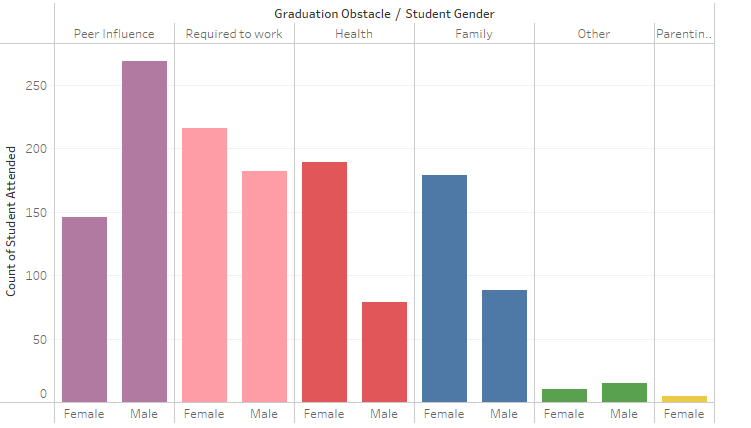 Graduation Obstacle / Student Gender
Peer Influence Required to work Health Family Other Parentin..
Count of Student Attended
250
200
150
100
50
0
Female Male Female Male Female Male Female Male Female Male Female